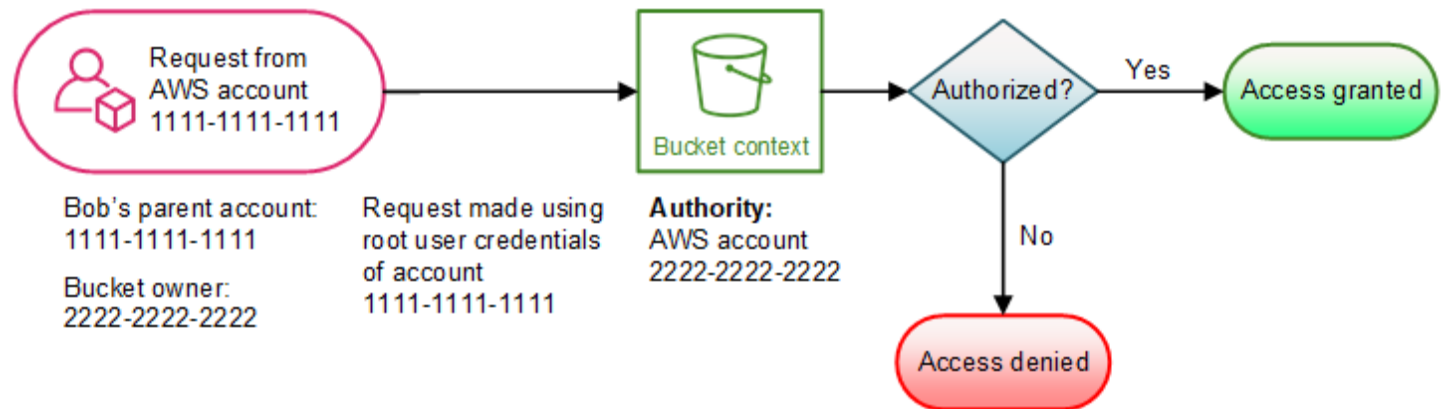 Request from
AWS account
1111-1111-1111
Bucket context
Authorized?
Yes
Access granted
No
Access denied
Bob's parent account:
1111-1111-1111
Bucket owner:
2222-2222-2222
Request made using
root user credentials
of account
1111-1111-1111
Authority:
AWS account
2222-2222-2222